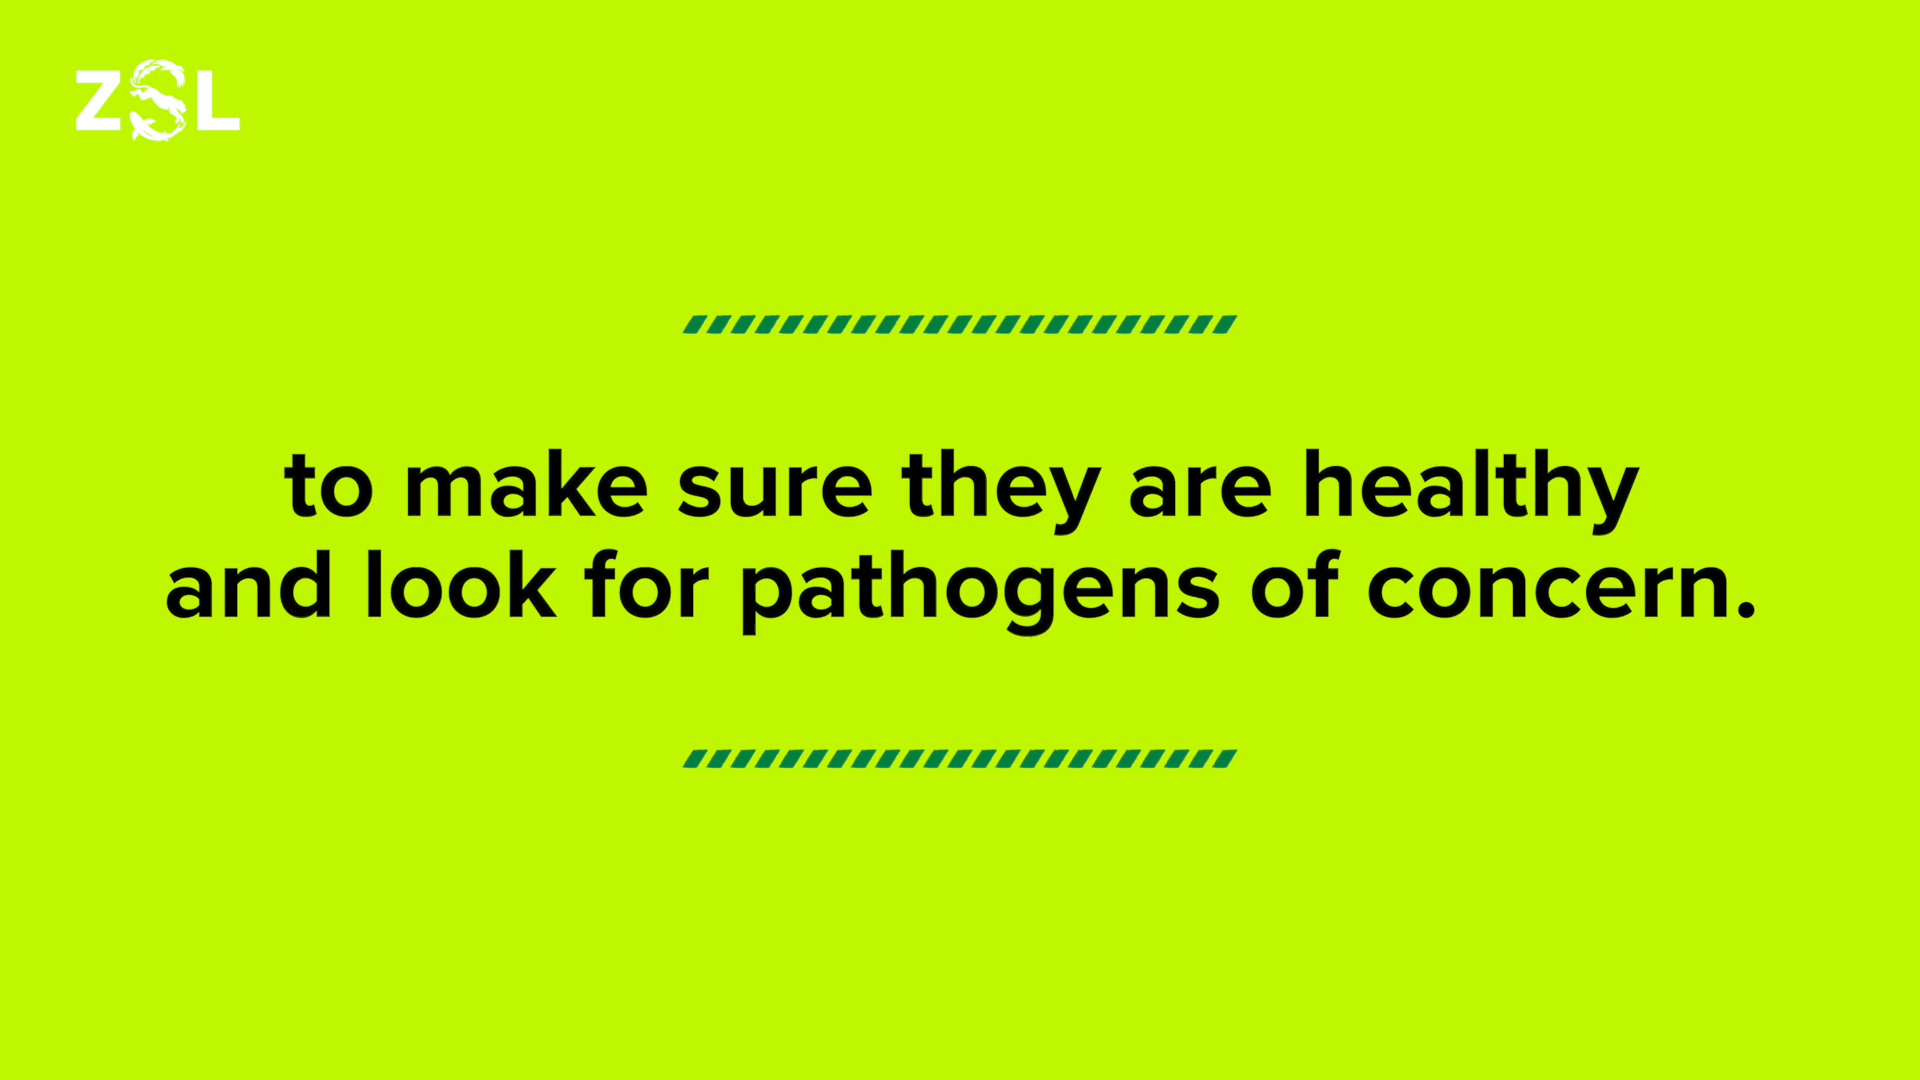 ZSL
to make sure they are healthy
and look for pathogens of concern.